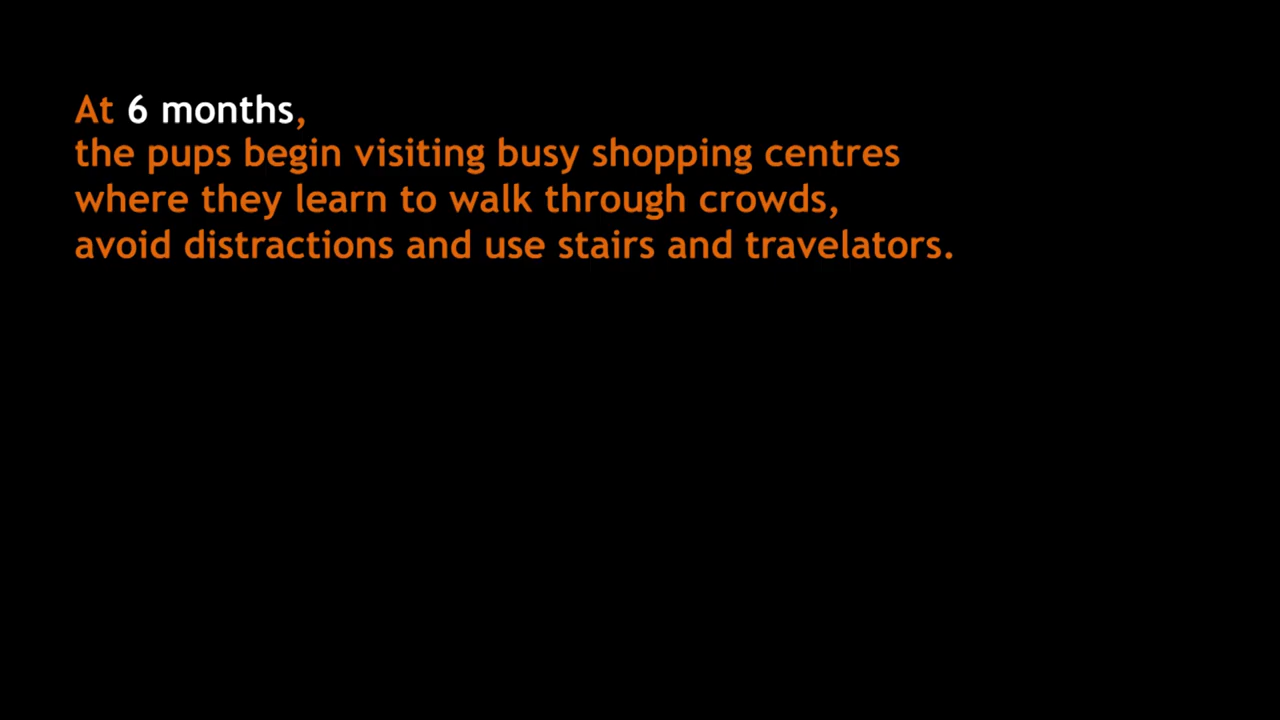 At 6 months,
the pups begin visiting busy shopping centres
where they learn to walk through crowds,
avoid distractions and use stairs and travelators.